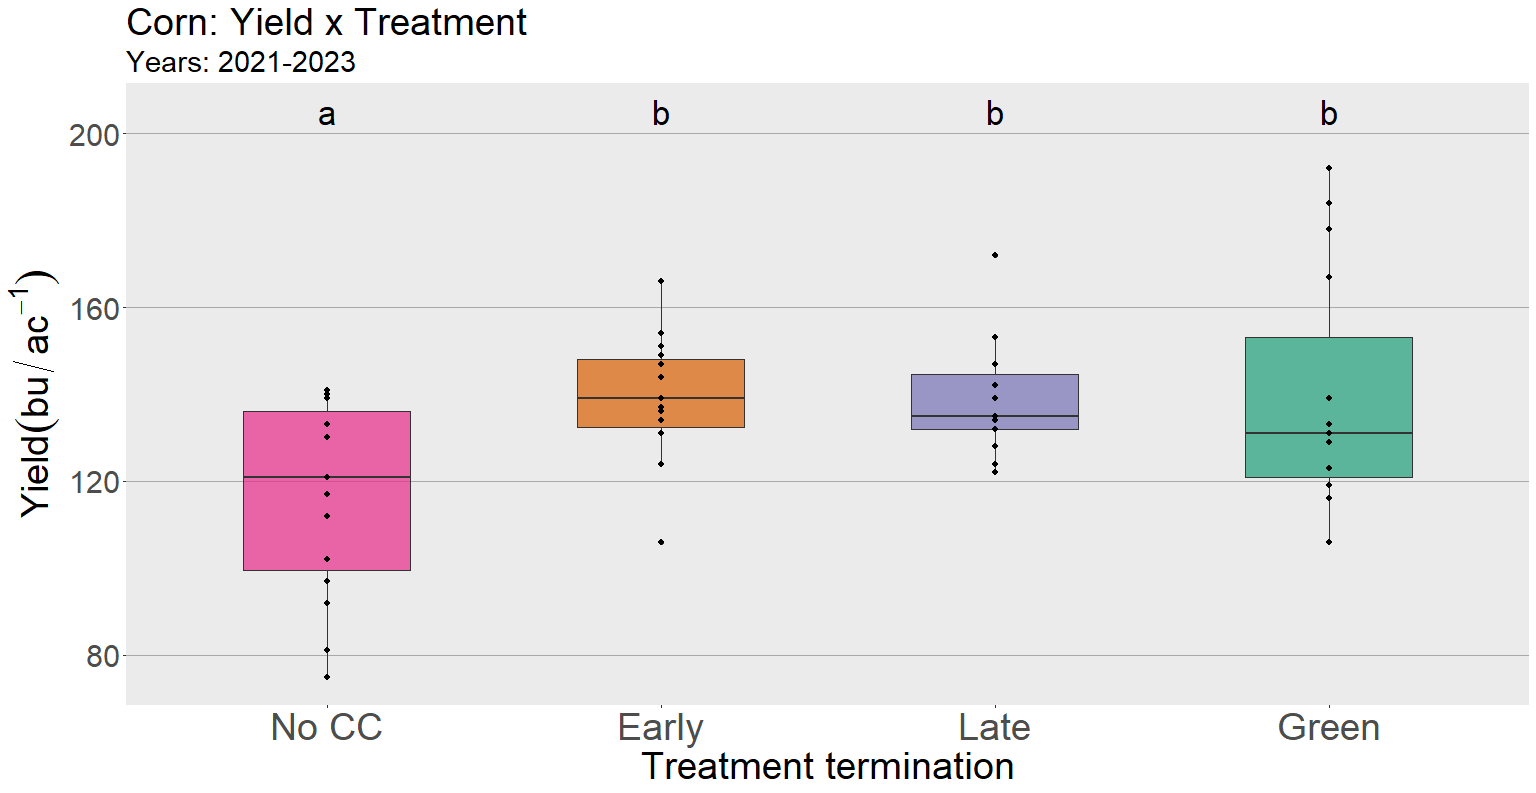 Corn: Yield x Treatment
Years: 2021-2023
a b b b
200
160
120
80
Yield(bu/ac⁻¹)
No CC Early Late Green
Treatment termination